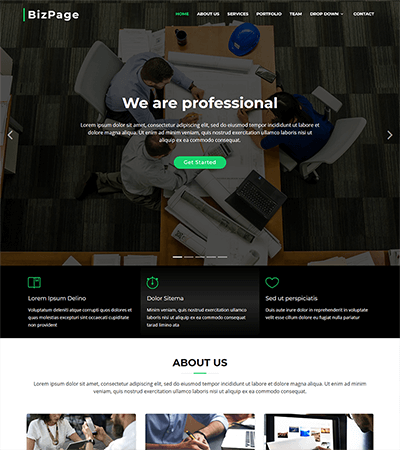 BizPage
HOME ABOUT US SERVICES PORTFOLIO TEAM DROP DOWN CONTACT
We are professional
Lorem ipsum dolor sit amet, consectetur adipiscing elit, sed do eiusmod tempor incididunt ut labore et
dolore magna aliqua. Ut enim ad minim veniam, quis nostrud exercitation ullamco laboris nisi ut
aliquip ex ea commodo consequat.
Get Started
Lorem Ipsum Delino
Voluptatum deleniti atque corrupti quos dolores et
quas molestias excepturi sint occaecati cupiditate
non provident
Dolor Sitema
Minim veniam, quis nostrud exercitation ullamco
laboris nisi ut aliquip ex ea commodo consequat
tarad limino ata
Sed ut perspiciatis
Duis aute irure dolor in reprehenderit in voluptate
velit esse cillum dolore eu fugiat nulla pariatur
ABOUT US
Lorem ipsum dolor sit amet, consectetur adipiscing elit, sed do eiusmod tempor incididunt ut labore et dolore magna aliqua. Ut enim ad minim
veniam, quis nostrud exercitation ullamco laboris nisi ut aliquip ex ea commodo consequat.